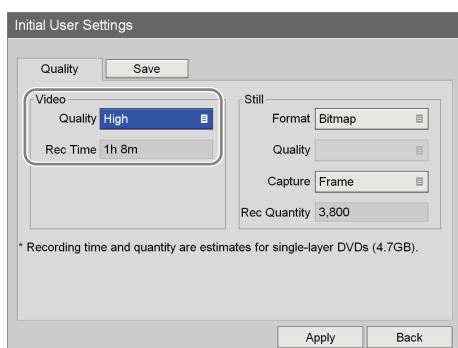 Initial User Settings
Quality
Save
Video
Quality High
Rec Time 1h 8m
Still
Format Bitmap
Quality
Capture Frame
Rec Quantity 3,800
* Recording time and quantity are estimates for single-layer DVDs (4.7GB).
Apply
Back